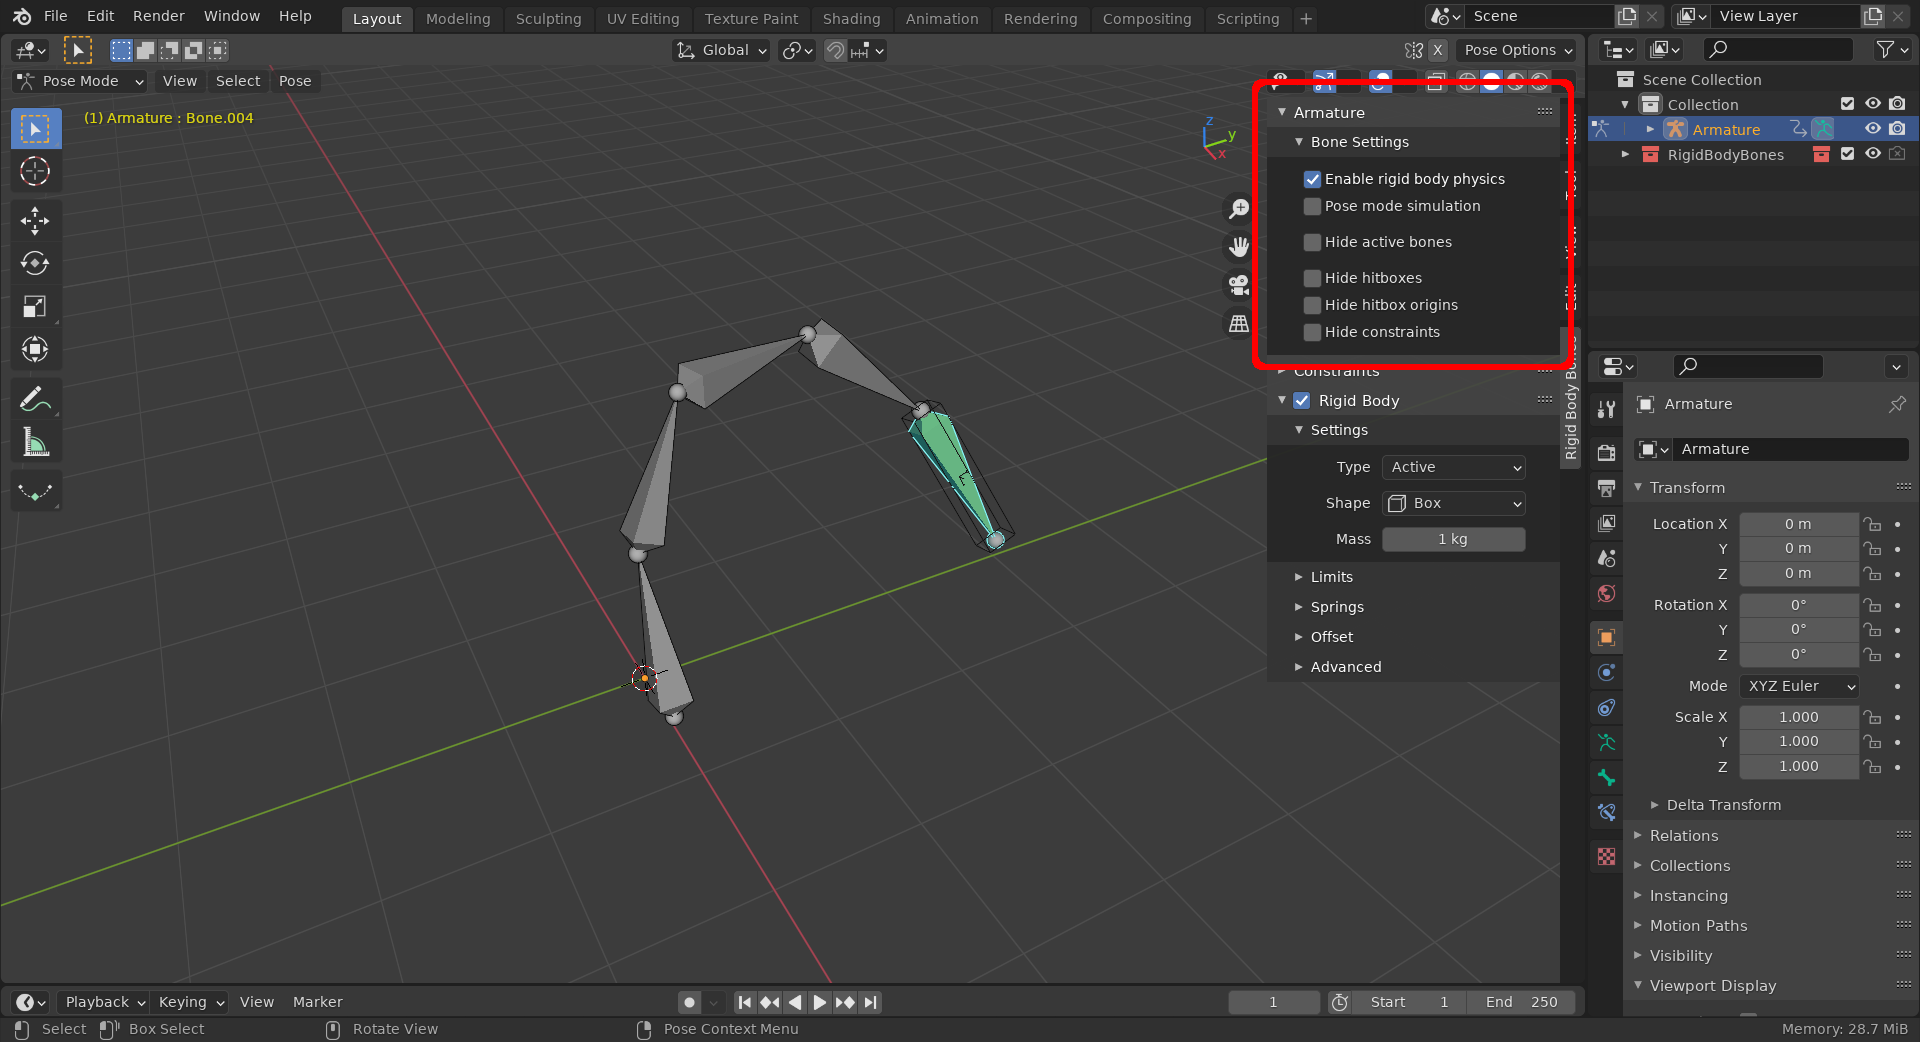 File Edit Render Window Help Layout Modeling Sculpting UV Editing Texture Paint Shading Animation Rendering Compositing Scripting + Scene View Layer
Global X Pose Options
Pose Mode View Select Pose
(1) Armature : Bone.004
z
y
x
Armature
Bone Settings
Enable rigid body physics
Pose mode simulation
Hide active bones
Hide hitboxes
Hide hitbox origins
Hide constraints
Constraints
Rigid Body
Settings
Type Active
Shape Box
Mass 1 kg
Limits
Springs
Offset
Advanced
Item
Tool
View
Edit
Rigid Body Bones
Scene Collection
Collection
Armature
RigidBodyBones
Armature
Armature
Transform
Location X 0 m
Y 0 m
Z 0 m
Rotation X 0°
Y 0°
Z 0°
Mode XYZ Euler
Scale X 1.000
Y 1.000
Z 1.000
Delta Transform
Relations
Collections
Instancing
Motion Paths
Visibility
Viewport Display
Playback Keying View Marker 1 Start 1 End 250
Select Box Select Rotate View Pose Context Menu Memory: 28.7 MiB